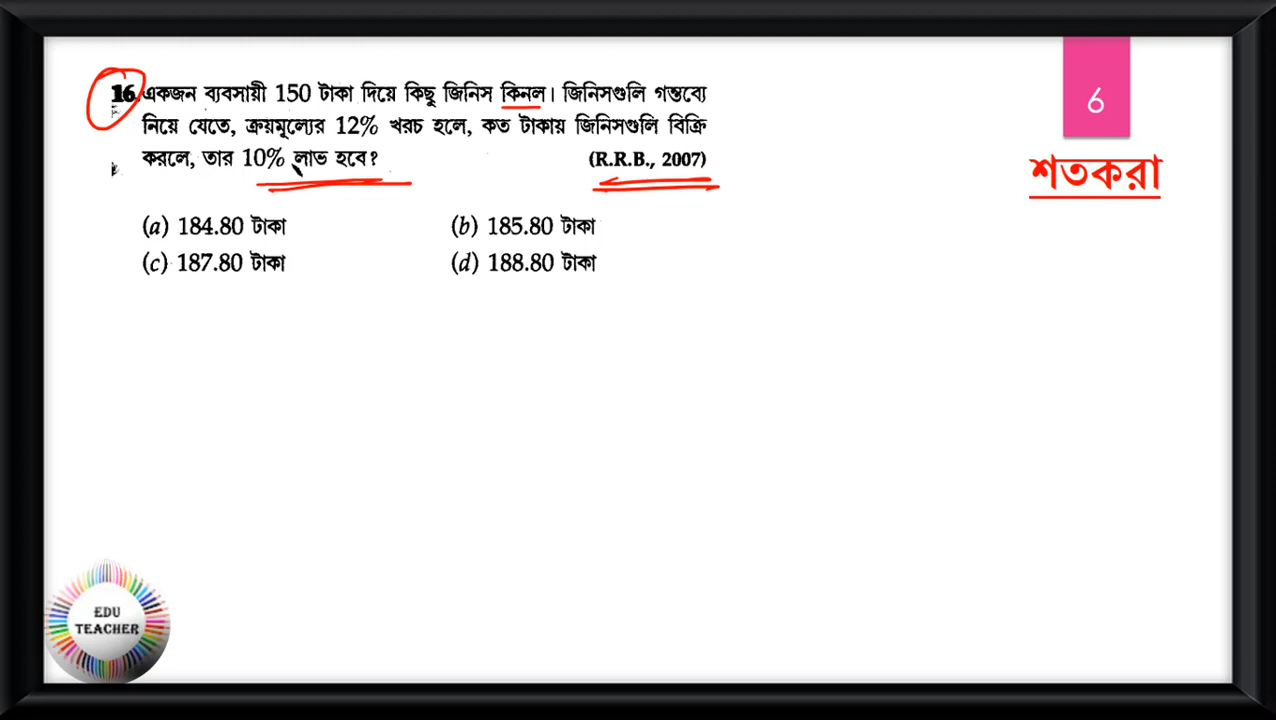 16. একজন ব্যবসায়ী 150 টাকা দিয়ে কিছু জিনিস কিনল। জিনিসগুলি গন্তব্যে
নিয়ে যেতে, ক্রয়মূল্যের 12% খরচ হলে, কত টাকায় জিনিসগুলি বিক্রি
করলে, তার 10% লাভ হবে?
(R.R.B., 2007)
(a) 184.80 টাকা
(b) 185.80 টাকা
(c) 187.80 টাকা
(d) 188.80 টাকা
6
শতকরা
EDU
TEACHER